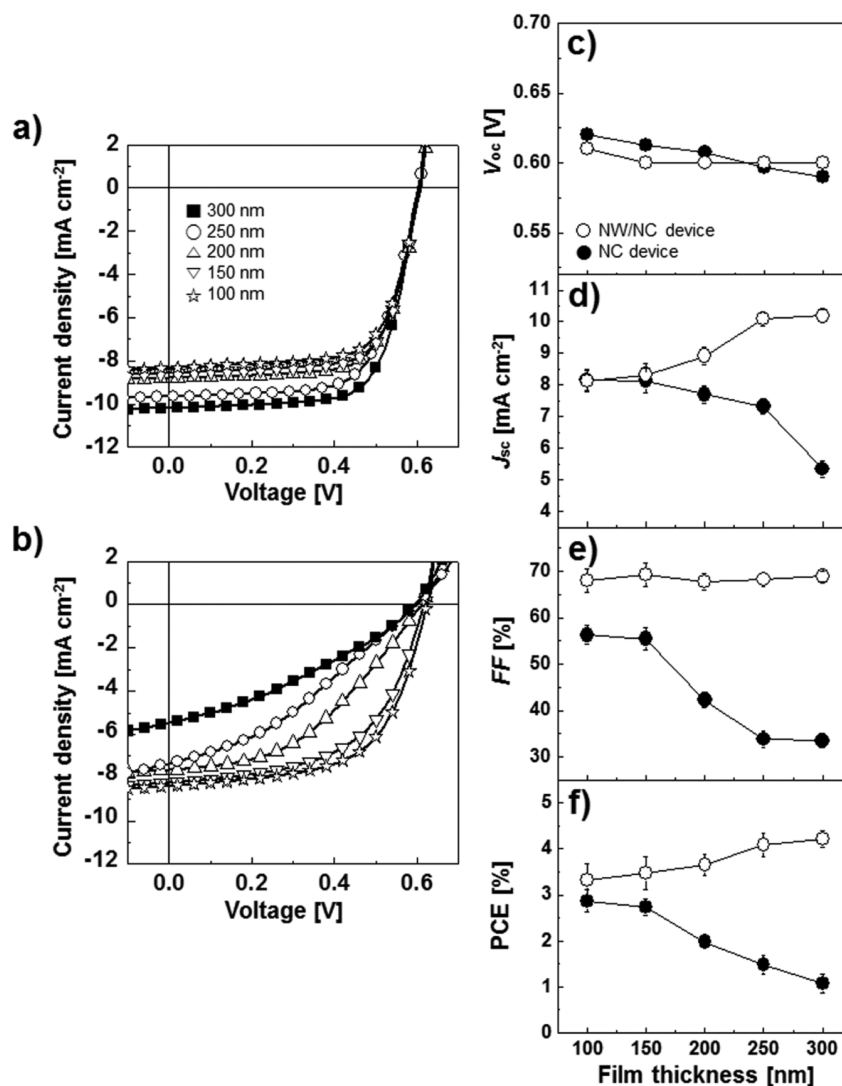 a)
2
0
-2
-4
-6
-8
-10
-12
Current density [mA cm⁻²]
300 nm
250 nm
200 nm
150 nm
100 nm
0.0 0.2 0.4 0.6
Voltage [V]
b)
2
0
-2
-4
-6
-8
-10
-12
Current density [mA cm⁻²]
0.0 0.2 0.4 0.6
Voltage [V]
c)
0.70
0.65
0.60
0.55
Voc [V]
NW/NC device
NC device
d)
11
10
9
8
7
6
5
4
Jsc [mA cm⁻²]
e)
70
60
50
40
30
FF [%]
f)
5
4
3
2
1
0
PCE [%]
100 150 200 250 300
Film thickness [nm]